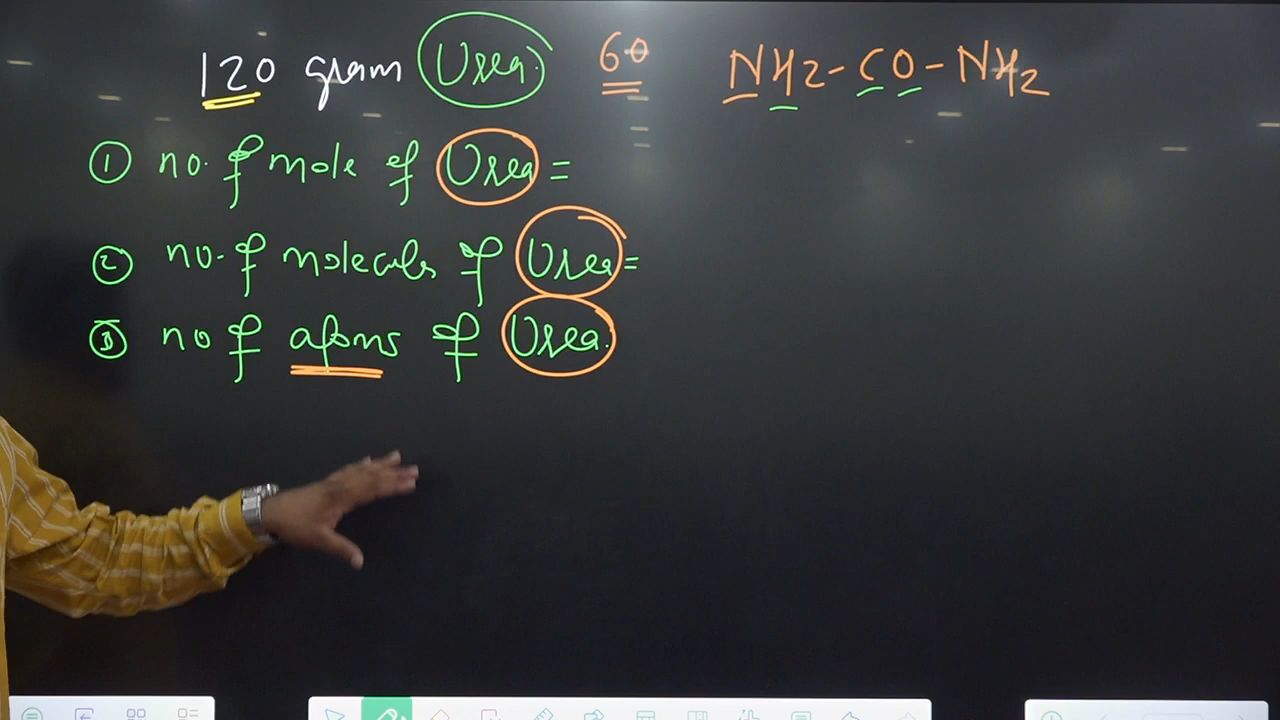 120 gram Urea 60 NH2-CO-NH2
① no. of mole of Urea =
② no. of molecules of Urea =
③ no of atoms of Urea.